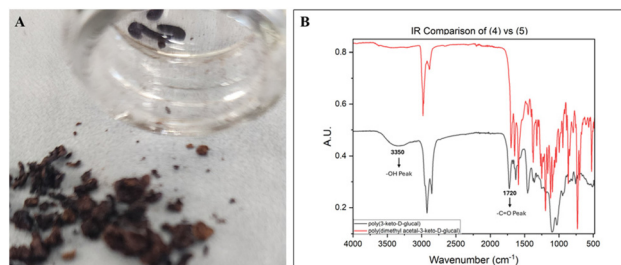 A
B
IR Comparison of (4) vs (5)
0.8
0.6
0.4
0.2
A.U.
3350
-OH Peak
1720
-C=O Peak
poly(3-keto-D-glucal)
poly(dimethyl acetal-3-keto-D-glucal)
4000 3500 3000 2500 2000 1500 1000 500
Wavenumber (cm⁻¹)